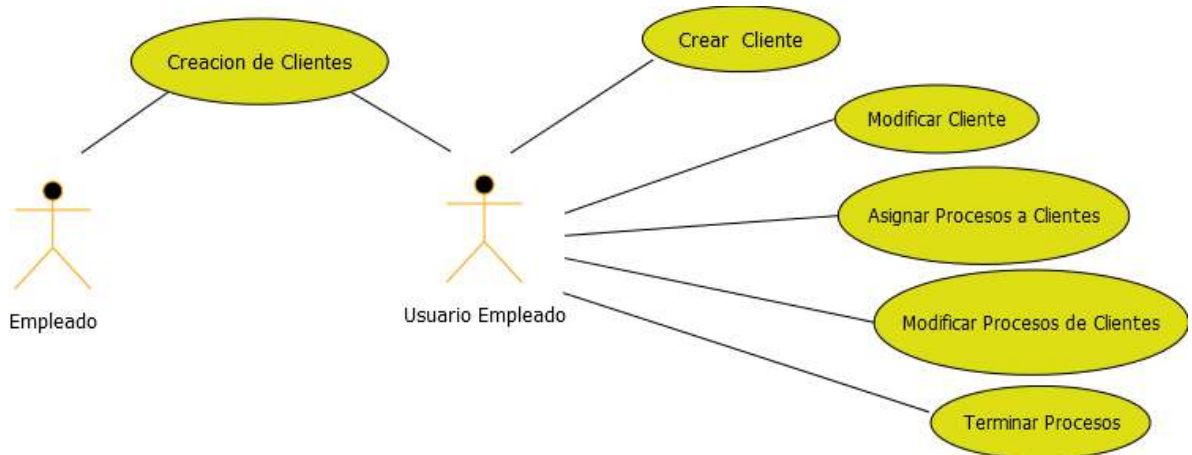 Creacion de Clientes
Crear Cliente
Modificar Cliente
Asignar Procesos a Clientes
Modificar Procesos de Clientes
Terminar Procesos
Empleado
Usuario Empleado